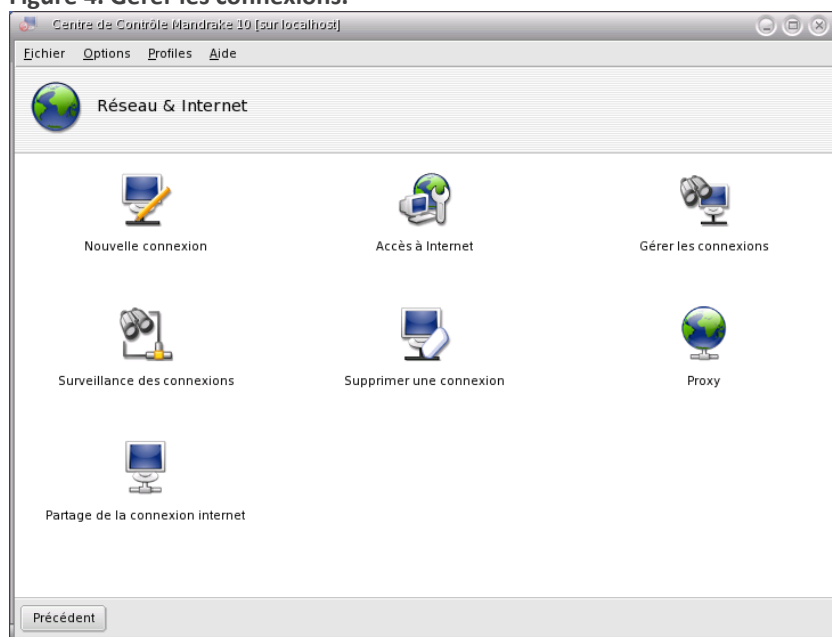 Figure 4. Gérer les connexions.
Centre de Contrôle Mandrake 10 [sur localhost]
Fichier Options Profiles Aide
Réseau & Internet
Nouvelle connexion Accès à Internet Gérer les connexions
Surveillance des connexions Supprimer une connexion Proxy
Partage de la connexion internet
Précédent